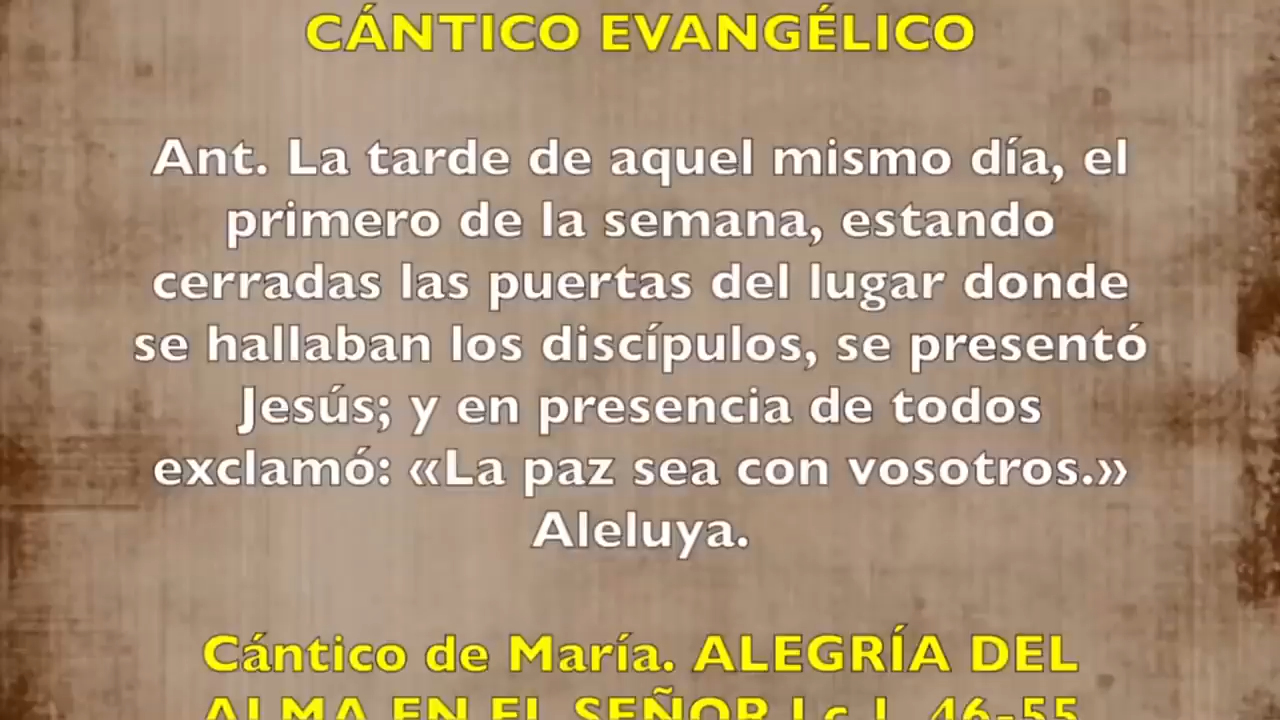 CÁNTICO EVANGÉLICO
Ant. La tarde de aquel mismo día, el
primero de la semana, estando
cerradas las puertas del lugar donde
se hallaban los discípulos, se presentó
Jesús; y en presencia de todos
exclamó: «La paz sea con vosotros.»
Aleluya.
Cántico de María. ALEGRÍA DEL
ALMA EN EL SEÑOR Lc 1, 46-55